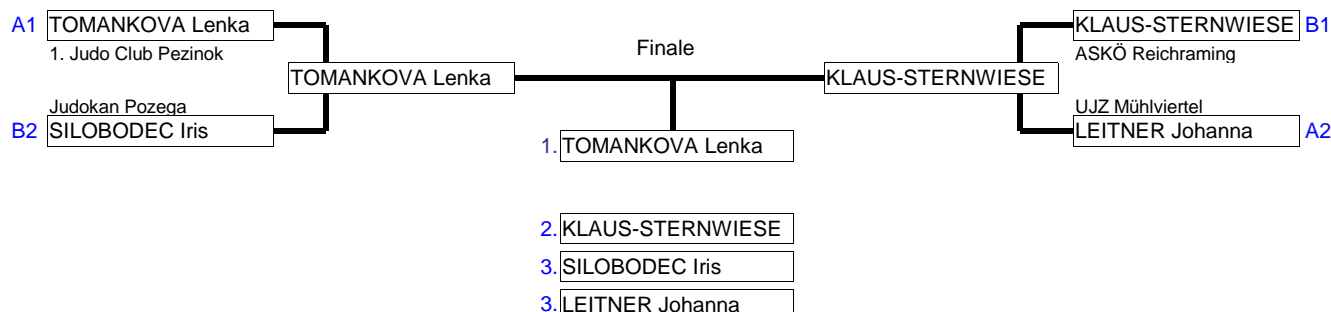 A1 TOMANKOVA Lenka
1. Judo Club Pezinok
Judokan Pozega
B2 SILOBODEC Iris
TOMANKOVA Lenka
Finale
KLAUS-STERNWIESE
KLAUS-STERNWIESE B1
ASKÖ Reichraming
UJZ Mühlviertel
LEITNER Johanna A2
1. TOMANKOVA Lenka
2. KLAUS-STERNWIESE
3. SILOBODEC Iris
3. LEITNER Johanna